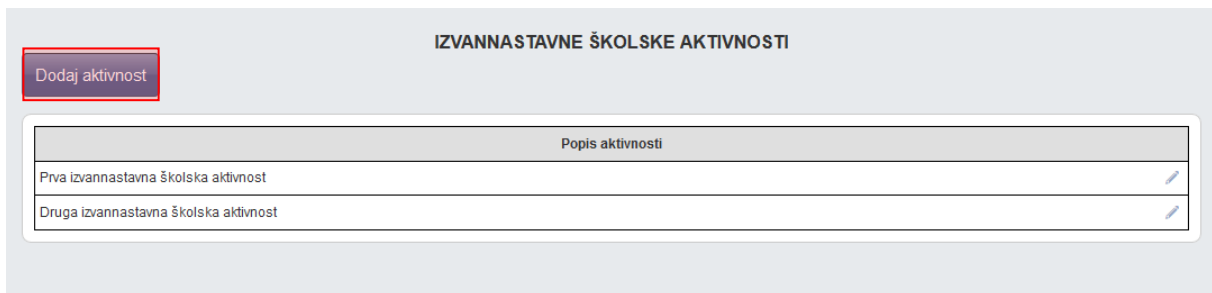 IZVANNASTAVNE ŠKOLSKE AKTIVNOSTI
Dodaj aktivnost
Popis aktivnosti
Prva izvannastavna školska aktivnost
Druga izvannastavna školska aktivnost